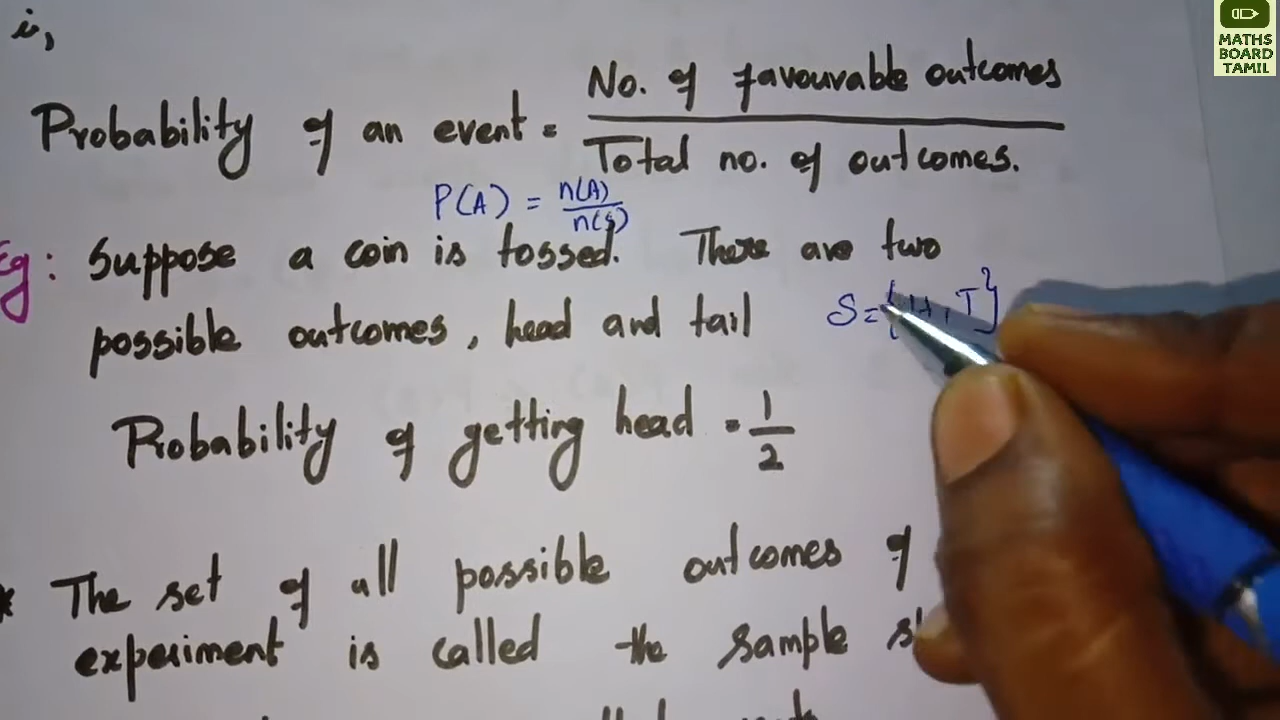 is,
MATHS
BOARD
TAMIL
No. of favourable outcomes
Probability of an event =
Total no. of outcomes.
P(A) = n(A)
n(S)
Eg: Suppose a coin is tossed. There are two
possible outcomes, head and tail S={H, T}
Probability of getting head = 1
2
* The set of all possible outcomes of
experiment is called the sample